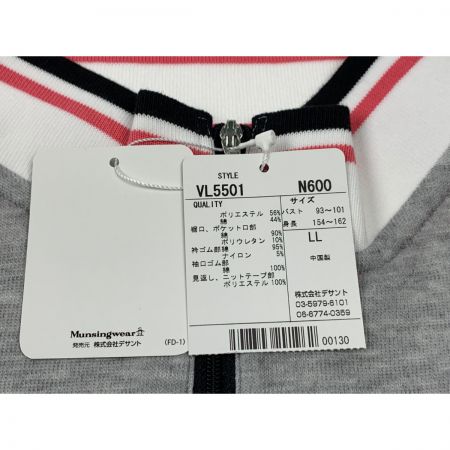 STYLE
VL5501 N600
QUALITY
ポリエステル 56%
綿 44%
裾口、ポケット口部
綿 90%
ポリウレタン 10%
衿ゴム部 綿 95%
ナイロン 5%
袖口ゴム部
綿 100%
見返し、ニットテープ部
ポリエステル 100%
サイズ
バスト 93〜101
身長 154〜162
LL
中国製
株式会社デサント
03-5979-6101
06-6774-0359
00130
Munsingwear
発売元 株式会社デサント (FD-1)